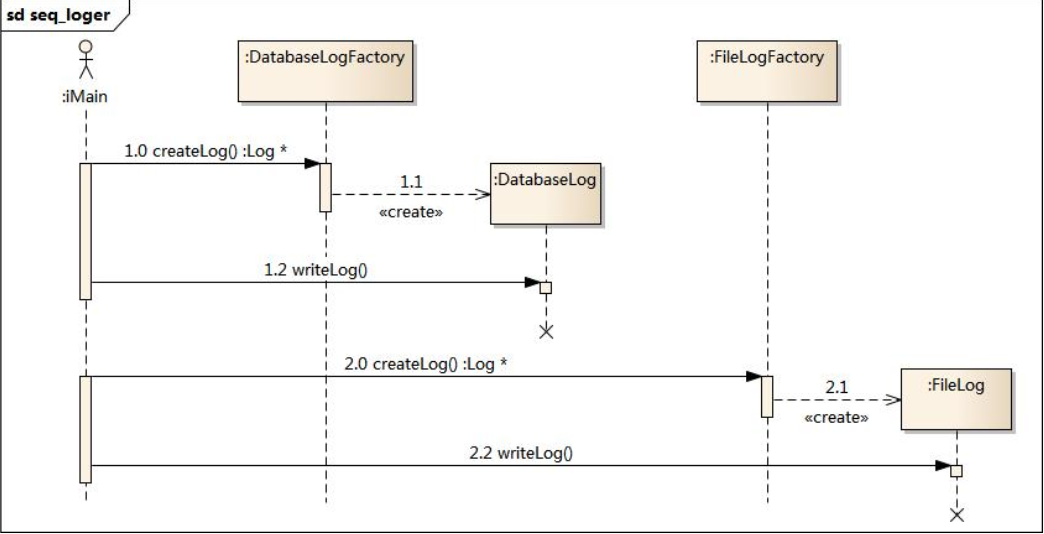 sd seq_loger
:iMain
:DatabaseLogFactory
:FileLogFactory
1.0 createLog() :Log *
1.1
«create»
:DatabaseLog
1.2 writeLog()
2.0 createLog() :Log *
2.1
«create»
:FileLog
2.2 writeLog()